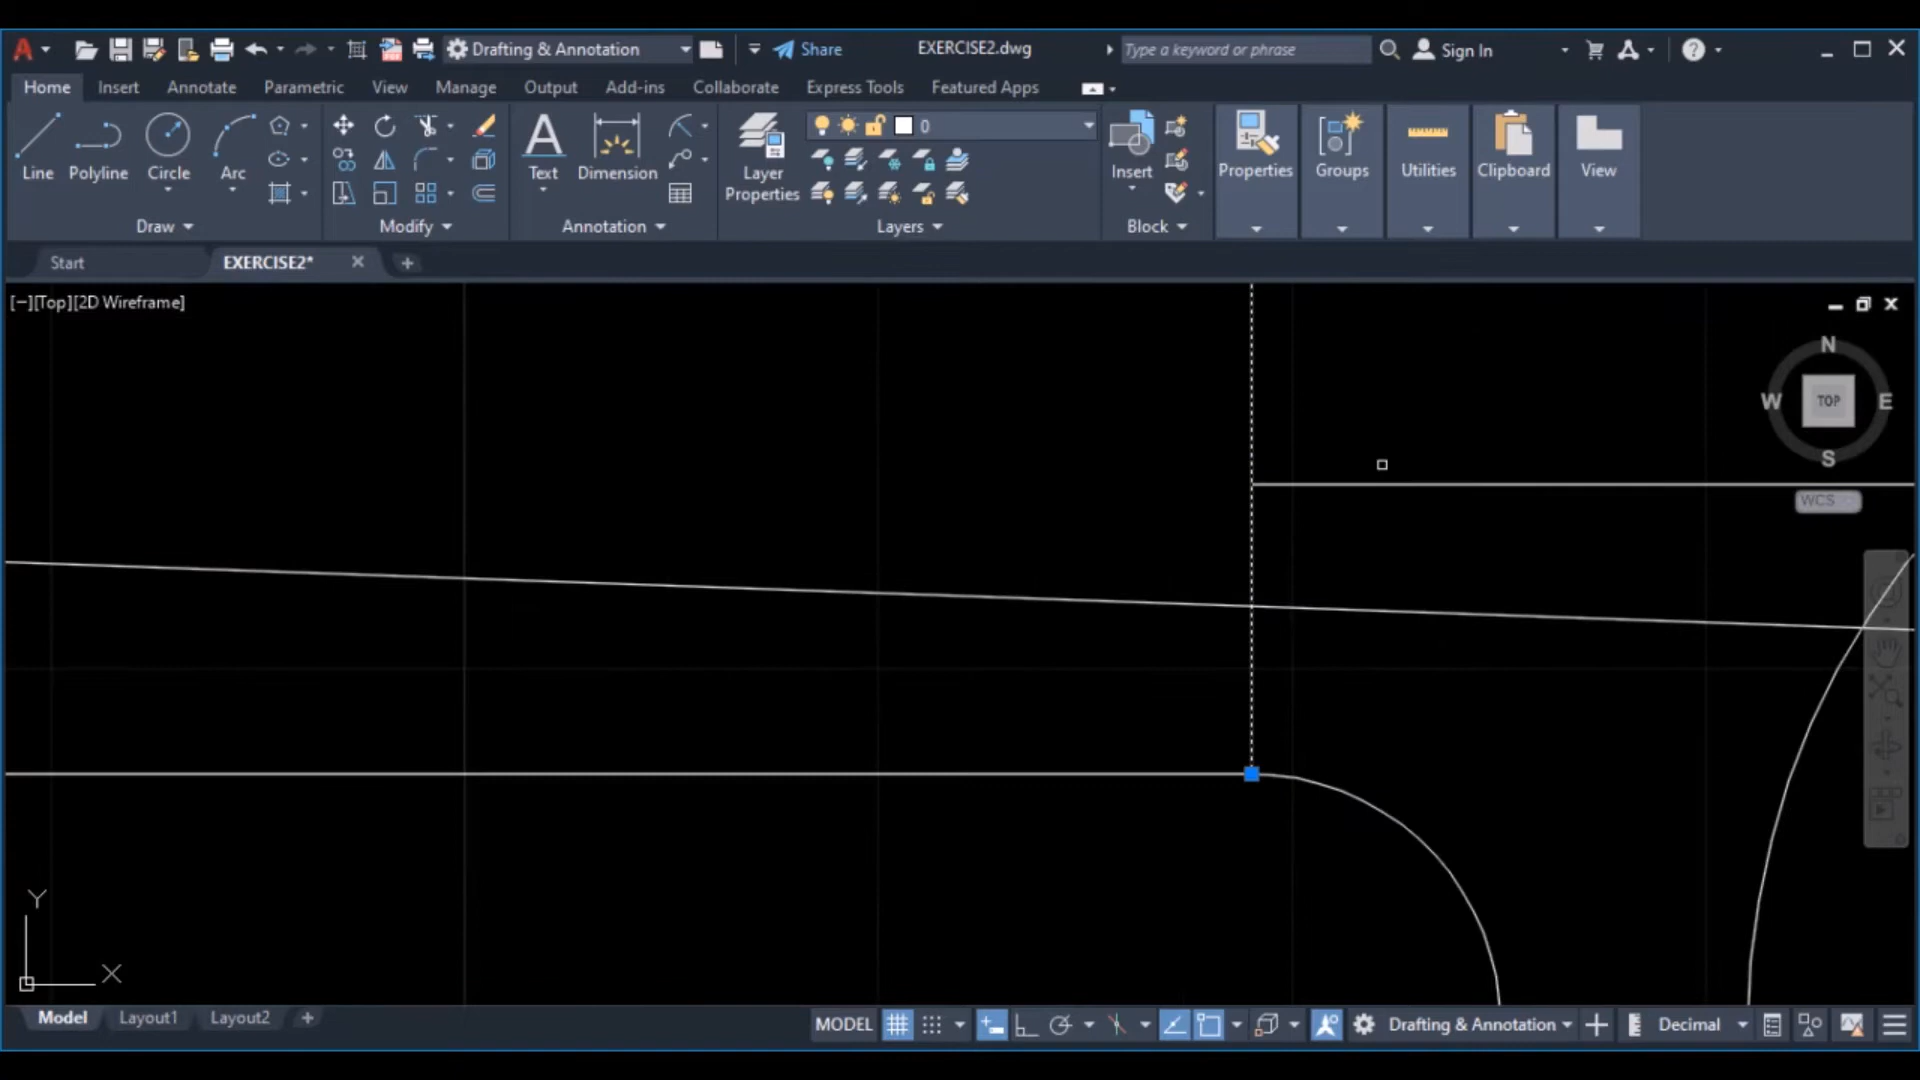 Drafting & Annotation
Share
EXERCISE2.dwg
Type a keyword or phrase
Sign In
Home Insert Annotate Parametric View Manage Output Add-ins Collaborate Express Tools Featured Apps
0
Line Polyline Circle Arc
Text Dimension
Layer Properties
Insert
Properties Groups Utilities Clipboard View
Draw Modify Annotation Layers Block
Start EXERCISE2*
[−][Top][2D Wireframe]
N
W TOP E
S
WCS
Y
X
Model Layout1 Layout2
MODEL
Drafting & Annotation
Decimal